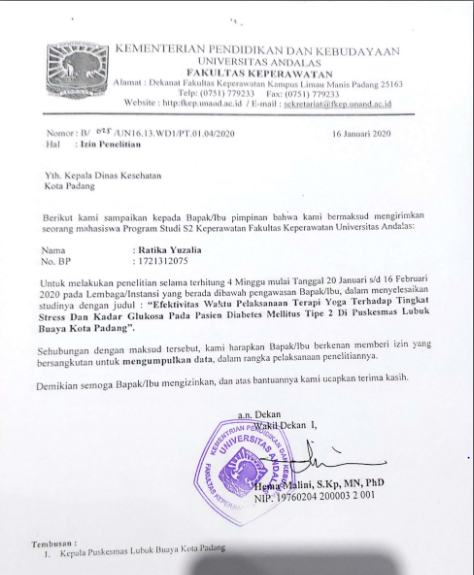 KEMENTERIAN PENDIDIKAN DAN KEBUDAYAAN
UNIVERSITAS ANDALAS
FAKULTAS KEPERAWATAN
Alamat : Dekanat Fakultas Keperawatan Kampus Limau Manis Padang 25163
Telp: (0751) 779233 Fax: (0751) 779233
Website : http:fkep.unand.ac.id / E-mail : sekretariat@fkep.unand.ac.id
Nomor : B/ 025 /UN16.13.WD1/PT.01.04/2020 16 Januari 2020
Hal : Izin Penelitian
Yth. Kepala Dinas Kesehatan
Kota Padang
Berikut kami sampaikan kepada Bapak/Ibu pimpinan bahwa kami bermaksud mengirimkan
seorang mahasiswa Program Studi S2 Keperawatan Fakultas Keperawatan Universitas Andalas:
Nama : Ratika Yuzalia
No. BP : 1721312075
Untuk melakukan penelitian selama terhitung 4 Minggu mulai Tanggal 20 Januari s/d 16 Februari
2020 pada Lembaga/Instansi yang berada dibawah pengawasan Bapak/Ibu, dalam menyelesaikan
studinya dengan judul : “Efektivitas Waktu Pelaksanaan Terapi Yoga Terhadap Tingkat
Stress Dan Kadar Glukosa Pada Pasien Diabetes Mellitus Tipe 2 Di Puskesmas Lubuk
Buaya Kota Padang”.
Sehubungan dengan maksud tersebut, kami harapkan Bapak/Ibu berkenan memberi izin yang
bersangkutan untuk mengumpulkan data, dalam rangka pelaksanaan penelitiannya.
Demikian semoga Bapak/Ibu mengizinkan, dan atas bantuannya kami ucapkan terima kasih.
a.n. Dekan
Wakil Dekan I,
KEMENTRIAN PENDIDIKAN DAN
UNIVERSITAS ANDALAS
FAKULTAS KEPERAWATAN
Hema Malini, S.Kp, MN, PhD
NIP. 19760204 200003 2 001
Tembusan :
1. Kepala Puskesmas Lubuk Buaya Kota Padang